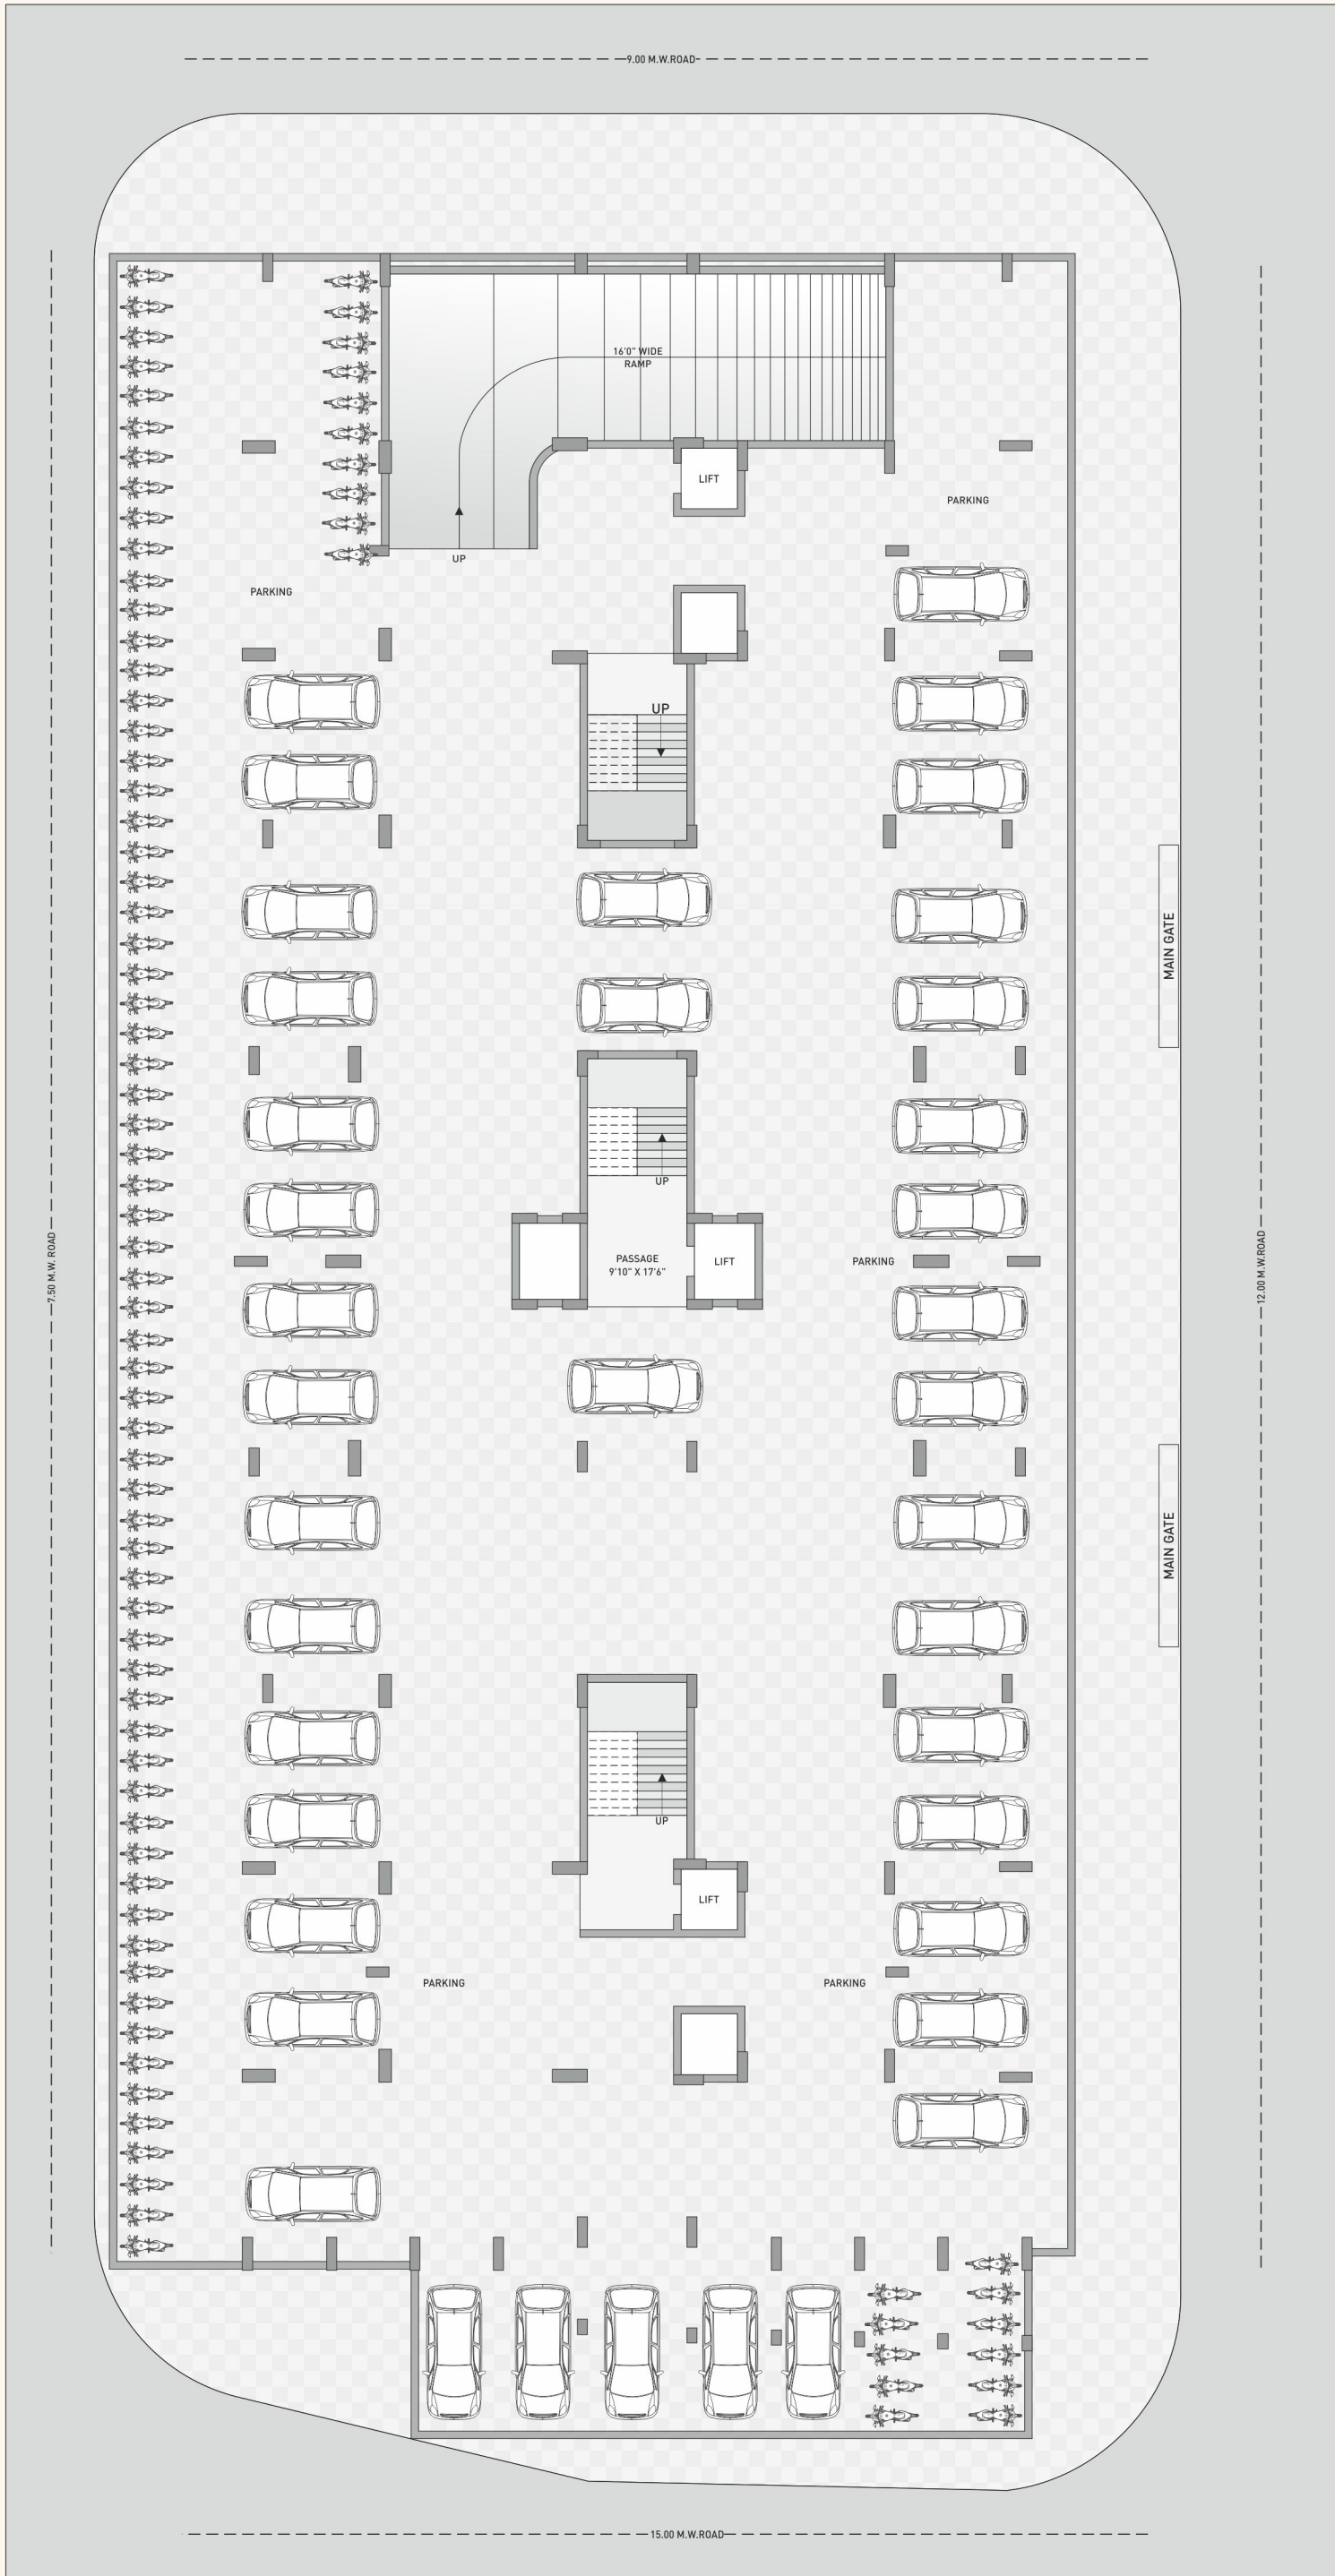 9.00 M.W.ROAD
16'0" WIDE
RAMP
LIFT
PARKING
UP
PARKING
UP
MAIN GATE
UP
7.50 M.W. ROAD
PASSAGE
9'10" X 17'6"
LIFT
PARKING
12.00 M.W.ROAD
MAIN GATE
UP
LIFT
PARKING
PARKING
15.00 M.W.ROAD